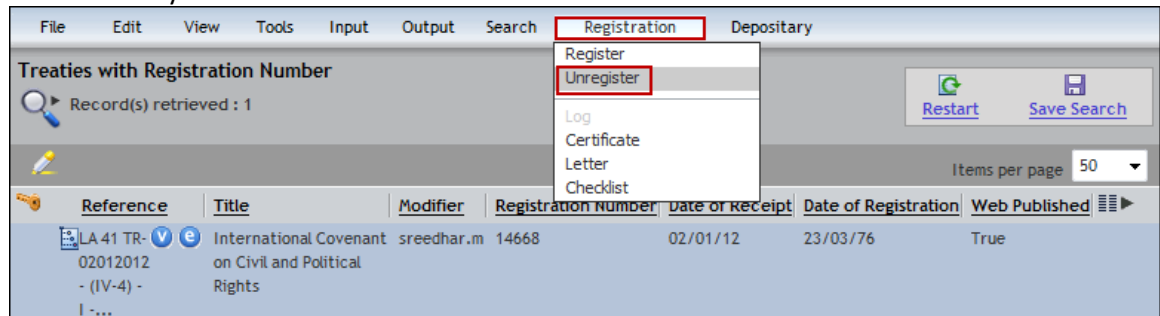 File Edit View Tools Input Output Search Registration Depositary
Register
Unregister
Log
Certificate
Letter
Checklist
Treaties with Registration Number
Record(s) retrieved : 1
Restart Save Search
Items per page 50
Reference Title Modifier Registration Number Date of Receipt Date of Registration Web Published
LA 41 TR- V e International Covenant sreedhar.m 14668 02/01/12 23/03/76 True
02012012 on Civil and Political
- (IV-4) - Rights
I -...